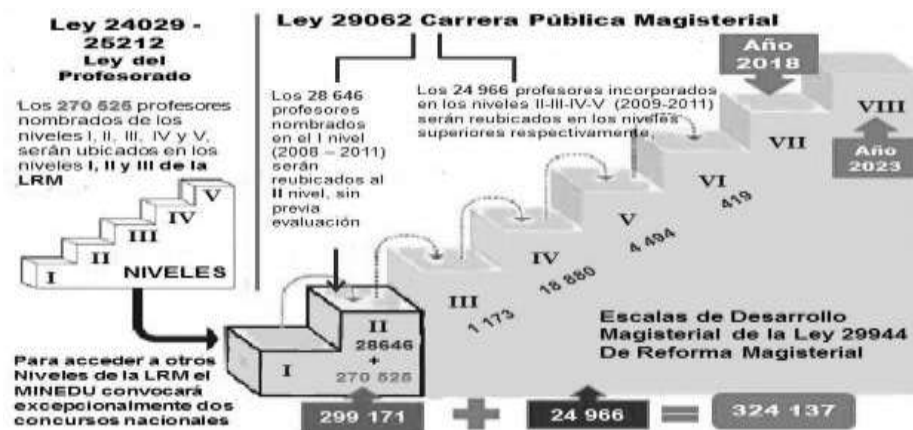 Ley 24029 -
25212
Ley del
Profesorado
Los 270 525 profesores
nombrados de los
niveles I, II, III, IV y V,
serán ubicados en los
niveles I, II y III de la
LRM
I
II
III
IV
V
NIVELES
Para acceder a otros
Niveles de la LRM el
MINEDU convocará
excepcionalmente dos
concursos nacionales
Ley 29062 Carrera Pública Magisterial
Los 28 646
profesores
nombrados
en el I nivel
(2008 – 2011)
serán
reubicados al
II nivel, sin
previa
evaluación
Los 24 966 profesores incorporados
en los niveles II-III-IV-V (2009-2011)
serán reubicados en los niveles
superiores respectivamente,
Año
2018
Año
2023
I
II
28646
+
270 525
III
1 173
IV
18 880
V
4 494
VI
419
VII
VIII
Escalas de Desarrollo
Magisterial de la Ley 29944
De Reforma Magisterial
299 171 + 24 966 = 324 137